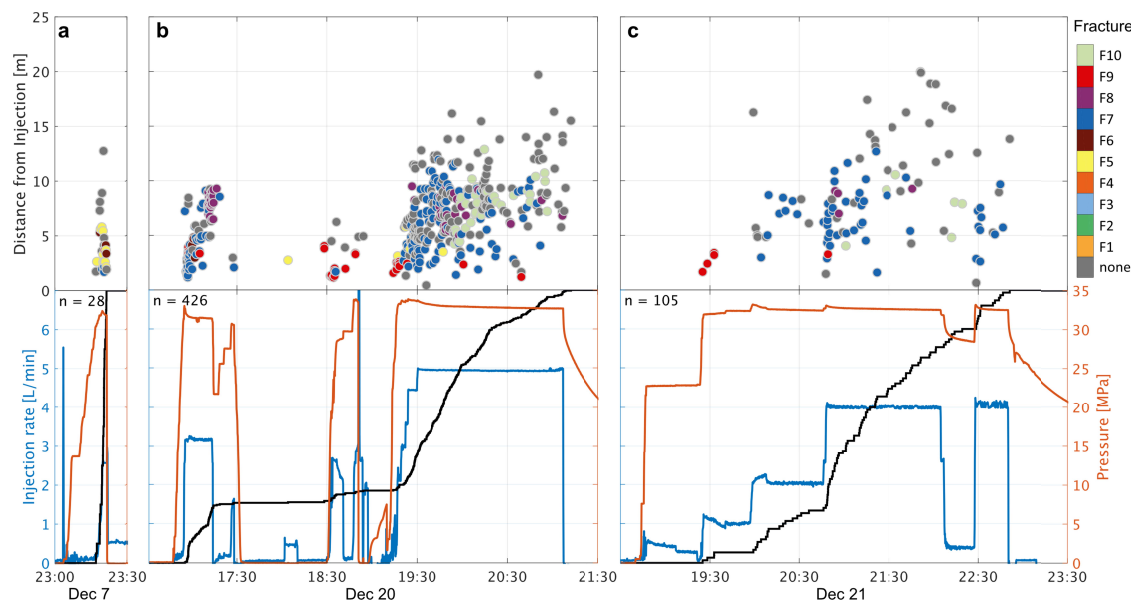 a
b
c
Fracture
25
20
15
10
5
0
Distance from Injection [m]
F10
F9
F8
F7
F6
F5
F4
F3
F2
F1
none
n = 28
n = 426
n = 105
6
5
4
3
2
1
0
Injection rate [L/min]
35
30
25
20
15
10
5
0
Pressure [MPa]
23:00
23:30
17:30
18:30
19:30
20:30
21:30
19:30
20:30
21:30
22:30
23:30
Dec 7
Dec 20
Dec 21